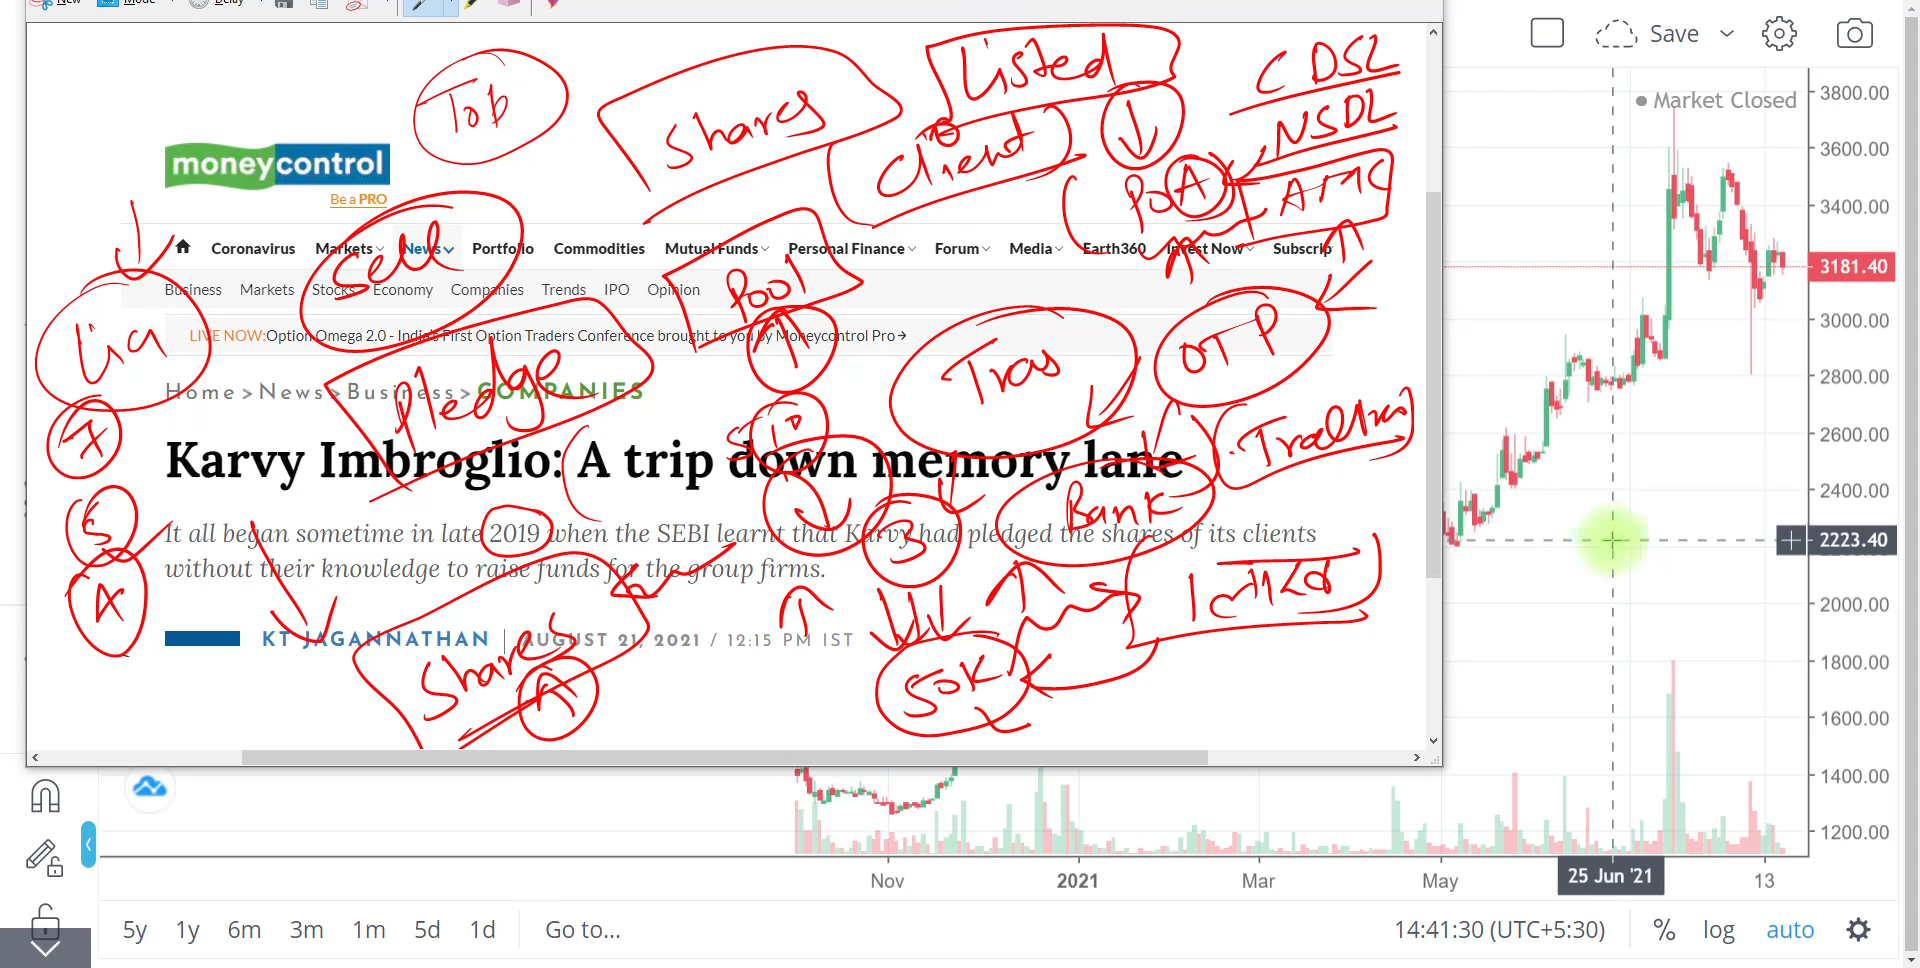 New Mode Delay
Save
Market Closed
Top
Shares
Listed
CDSL
NSDL
Client
PoA
AMC
moneycontrol
Be a PRO
Coronavirus Markets News Portfolio Commodities Mutual Funds Personal Finance Forum Media Earth360 Invest Now Subscrip
Sell
Pool
Business Markets Stocks Economy Companies Trends IPO Opinion
LIVE NOW:Option Omega 2.0 - India's First Option Traders Conference brought to you by Moneycontrol Pro
OTP
Pledge
Home > News > Business > COMPANIES
Karvy Imbroglio: A trip down memory lane
Bank
It all began sometime in late 2019 when the SEBI learnt that Karvy had pledged the shares of its clients
without their knowledge to raise funds for the group firms.
S
A
3
KT JAGANNATHAN | AUGUST 21, 2021 / 12:15 PM IST
Shares
A
50K
3800.00
3600.00
3400.00
3181.40
3000.00
2800.00
2600.00
2400.00
2223.40
2000.00
1800.00
1600.00
1400.00
1200.00
Nov 2021 Mar May 25 Jun '21 13
5y 1y 6m 3m 1m 5d 1d Go to... 14:41:30 (UTC+5:30) % log auto